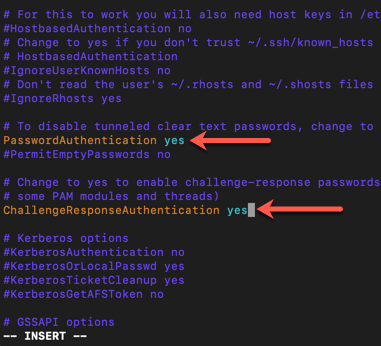 # For this to work you will also need host keys in /et
#HostbasedAuthentication no
# Change to yes if you don't trust ~/.ssh/known_hosts
# HostbasedAuthentication
#IgnoreUserKnownHosts no
# Don't read the user's ~/.rhosts and ~/.shosts files
#IgnoreRhosts yes
# To disable tunneled clear text passwords, change to
PasswordAuthentication yes
#PermitEmptyPasswords no
# Change to yes to enable challenge-response passwords
# some PAM modules and threads)
ChallengeResponseAuthentication yes
# Kerberos options
#KerberosAuthentication no
#KerberosOrLocalPasswd yes
#KerberosTicketCleanup yes
#KerberosGetAFSToken no
# GSSAPI options
-- INSERT --